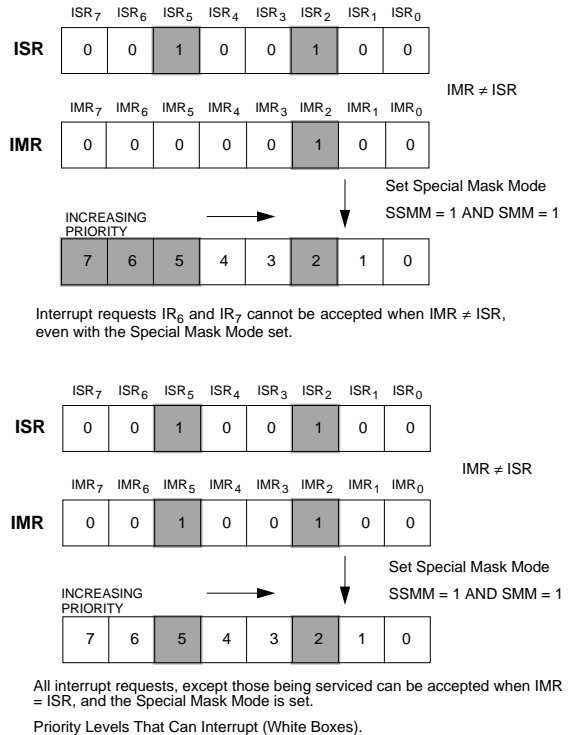 ISR₇ ISR₆ ISR₅ ISR₄ ISR₃ ISR₂ ISR₁ ISR₀
ISR 0 0 1 0 0 1 0 0
IMR ≠ ISR
IMR₇ IMR₆ IMR₅ IMR₄ IMR₃ IMR₂ IMR₁ IMR₀
IMR 0 0 0 0 0 1 0 0
Set Special Mask Mode
SSMM = 1 AND SMM = 1
INCREASING
PRIORITY
7 6 5 4 3 2 1 0
Interrupt requests IR₆ and IR₇ cannot be accepted when IMR ≠ ISR,
even with the Special Mask Mode set.
ISR₇ ISR₆ ISR₅ ISR₄ ISR₃ ISR₂ ISR₁ ISR₀
ISR 0 0 1 0 0 1 0 0
IMR ≠ ISR
IMR₇ IMR₆ IMR₅ IMR₄ IMR₃ IMR₂ IMR₁ IMR₀
IMR 0 0 1 0 0 1 0 0
Set Special Mask Mode
SSMM = 1 AND SMM = 1
INCREASING
PRIORITY
7 6 5 4 3 2 1 0
All interrupt requests, except those being serviced can be accepted when IMR
= ISR, and the Special Mask Mode is set.
Priority Levels That Can Interrupt (White Boxes).